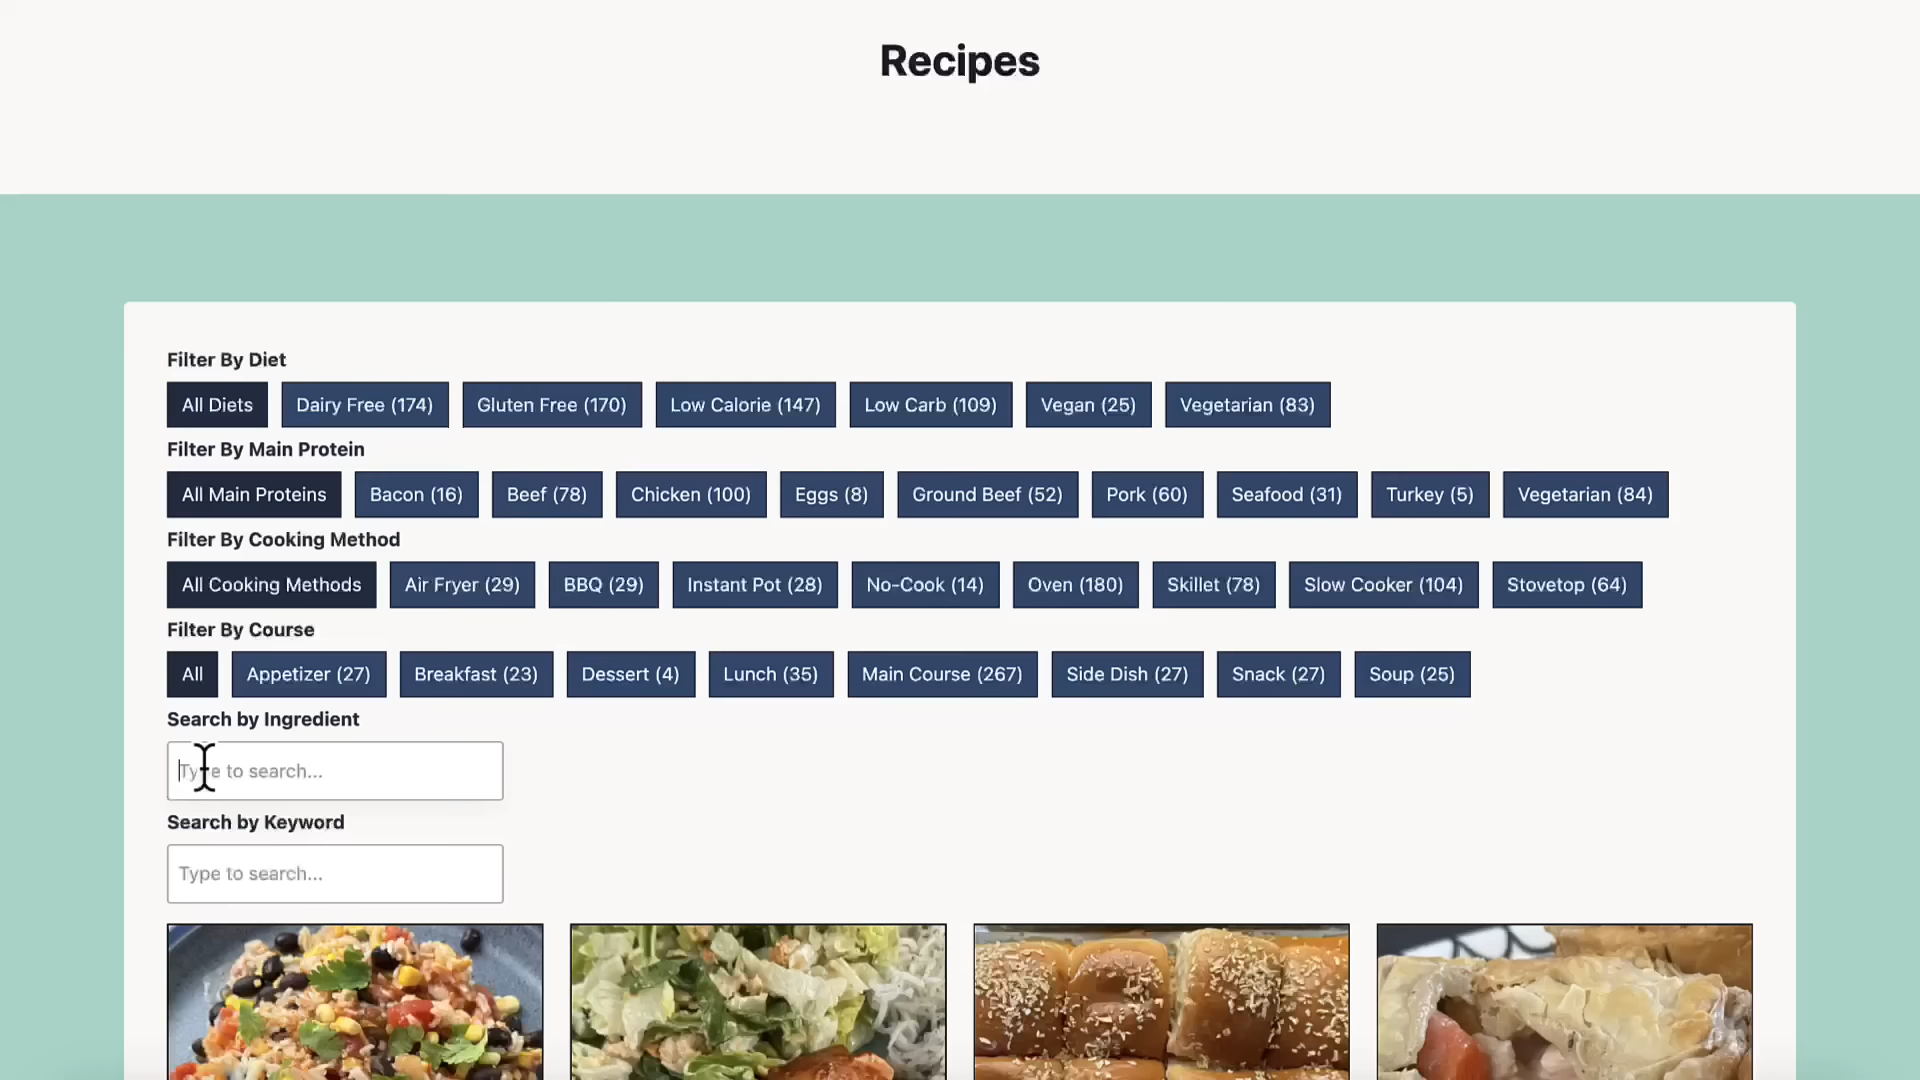 Recipes
Filter By Diet
All Diets Dairy Free (174) Gluten Free (170) Low Calorie (147) Low Carb (109) Vegan (25) Vegetarian (83)
Filter By Main Protein
All Main Proteins Bacon (16) Beef (78) Chicken (100) Eggs (8) Ground Beef (52) Pork (60) Seafood (31) Turkey (5) Vegetarian (84)
Filter By Cooking Method
All Cooking Methods Air Fryer (29) BBQ (29) Instant Pot (28) No-Cook (14) Oven (180) Skillet (78) Slow Cooker (104) Stovetop (64)
Filter By Course
All Appetizer (27) Breakfast (23) Dessert (4) Lunch (35) Main Course (267) Side Dish (27) Snack (27) Soup (25)
Search by Ingredient
Type to search...
Search by Keyword
Type to search...